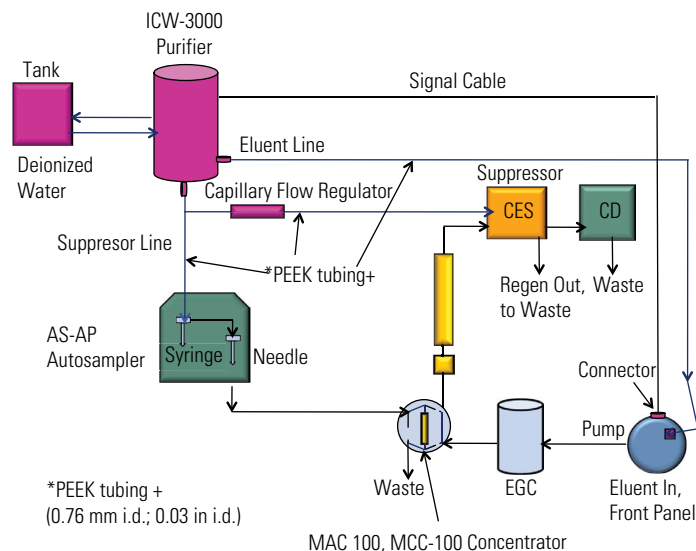 ICW-3000
Purifier
Tank
Signal Cable
Deionized
Water
Eluent Line
Suppressor
Capillary Flow Regulator
CES
CD
Suppresor Line
*PEEK tubing+
Regen Out,
to Waste
Waste
AS-AP
Autosampler
Syringe
Needle
Connector
Pump
Waste
EGC
Eluent In,
Front Panel
*PEEK tubing +
(0.76 mm i.d.; 0.03 in i.d.)
MAC 100, MCC-100 Concentrator